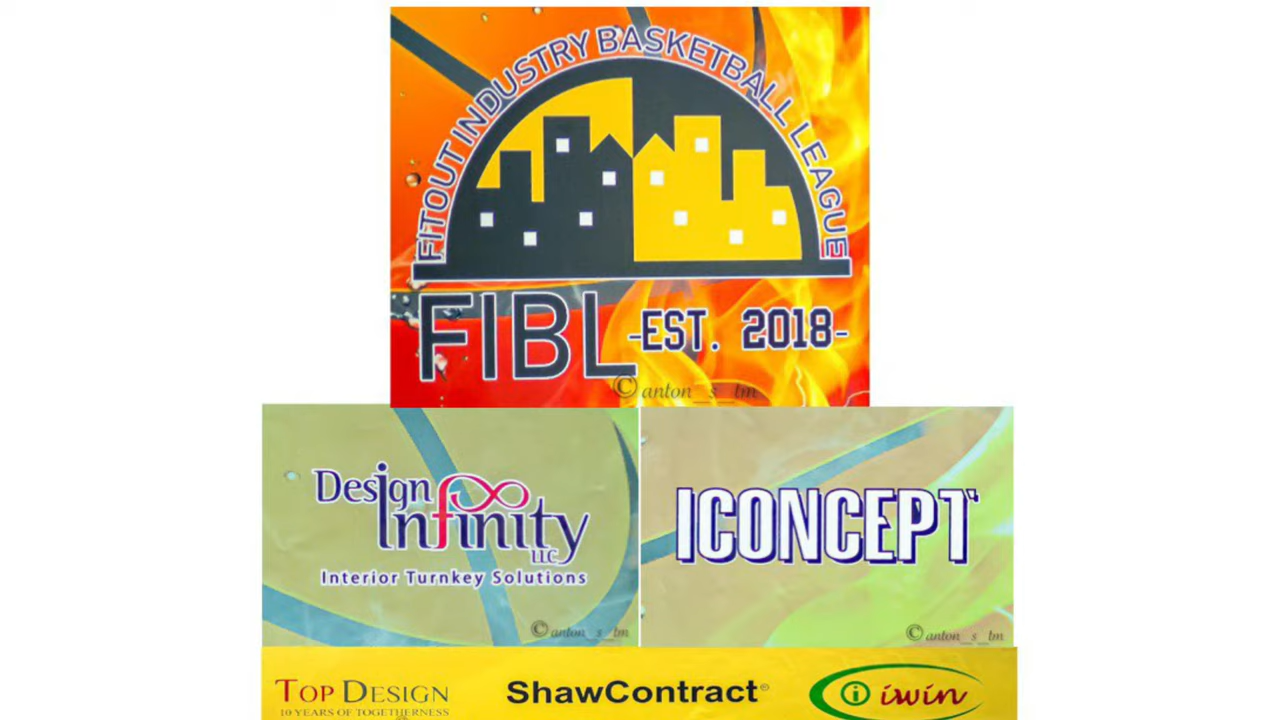 FITOUT INDUSTRY BASKETBALL LEAGUE
FIBL -EST. 2018-
© anton_s_tm
Design
Infinity
LLC
Interior Turnkey Solutions
© anton_s_tm
ICONCEPT
© anton_s_tm
TOP DESIGN
10 YEARS OF TOGETHERNESS
ShawContract®
i iwin